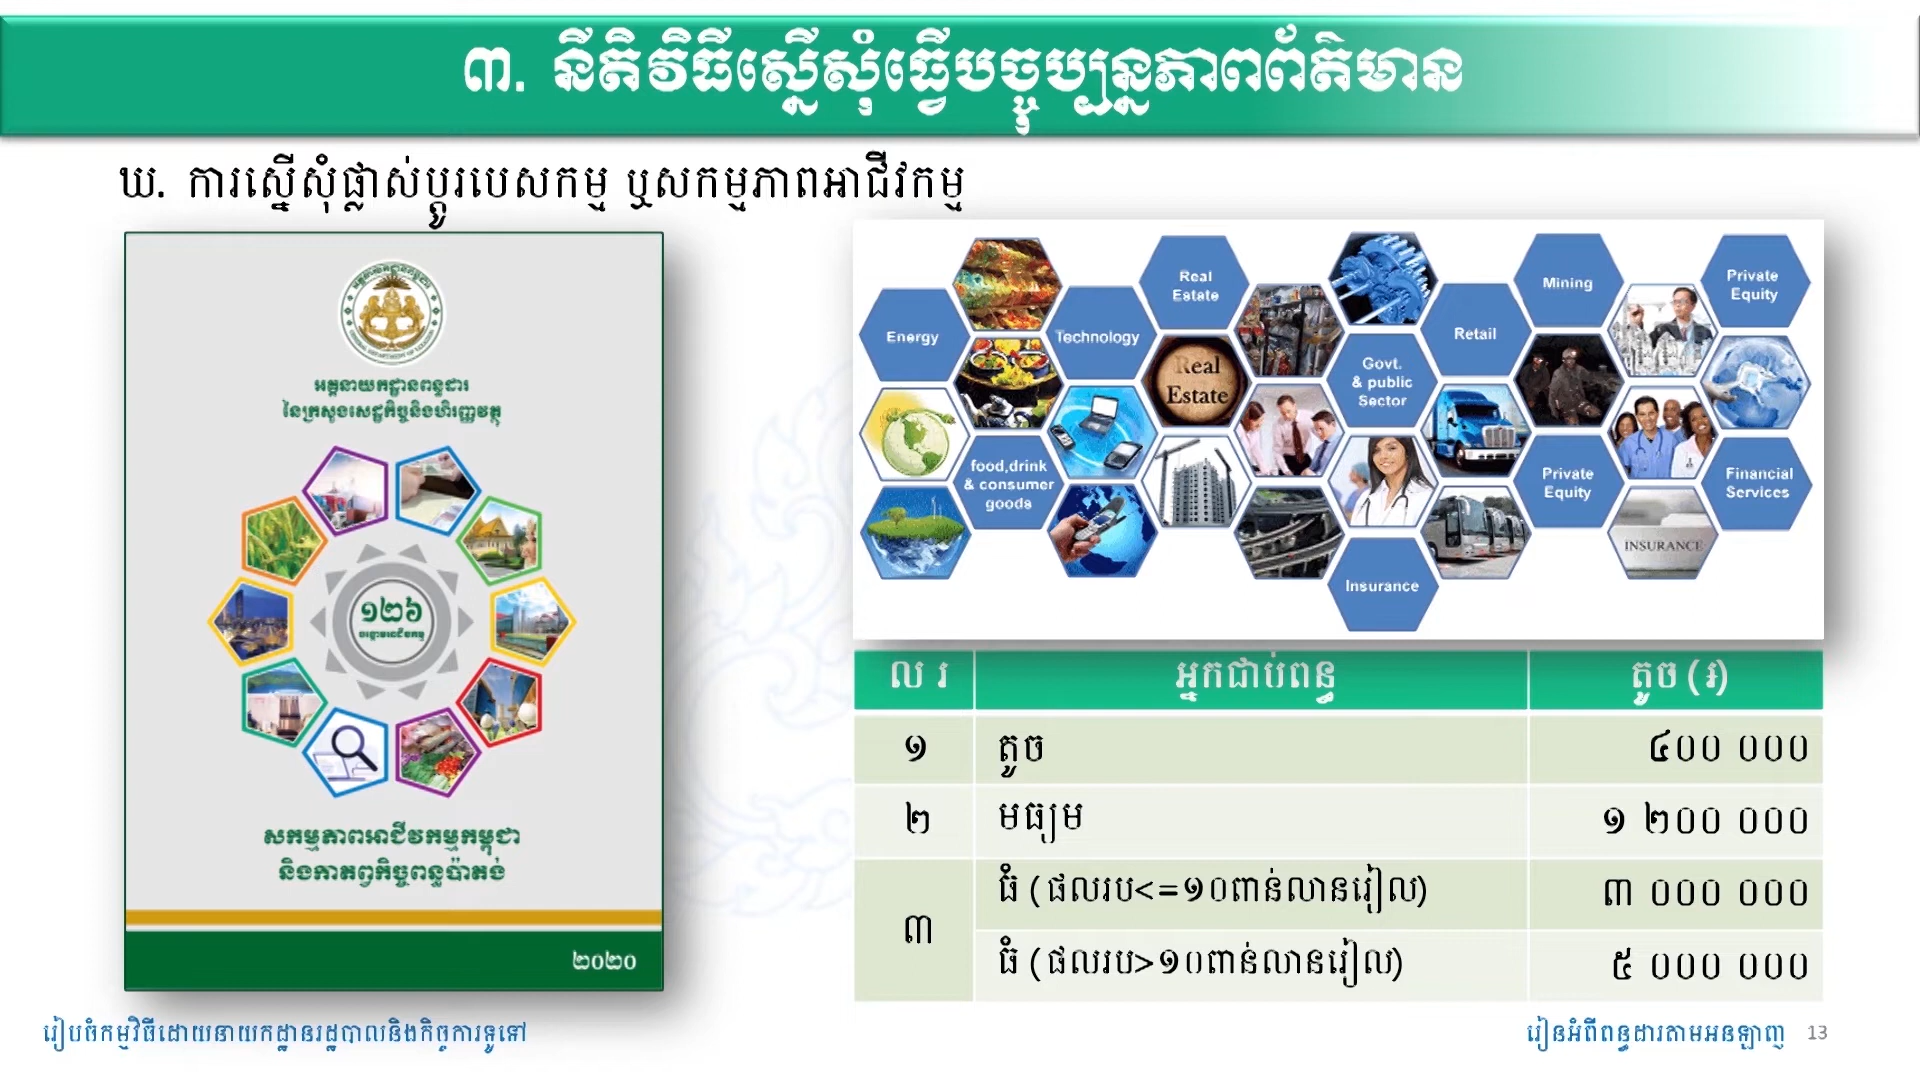 ៣. នីតិវិធីស្នើសុំធ្វើបច្ចុប្បន្នភាពព័ត៌មាន
ឃ. ការស្នើសុំផ្លាស់ប្តូរបេសកកម្ម ឬសកម្មភាពអាជីវកម្ម
អគ្គនាយកដ្ឋានពន្ធដារ
នៃក្រសួងសេដ្ឋកិច្ចនិងហិរញ្ញវត្ថុ
១២៦
សកម្មភាពអាជីវកម្មកម្ពុជា
និងកាតព្វកិច្ចពន្ធប៉ាតង់
២០២០
Energy
Technology
Real
Estate
Real
Estate
food,drink
& consumer
goods
Govt.
& public
Sector
Retail
Mining
Private
Equity
Private
Equity
Financial
Services
INSURANCE
Insurance
ល រ អ្នកជាប់ពន្ធ តូច (រ)
១ តូច ៤០០ ០០០
២ មធ្យម ១ ២០០ ០០០
៣ ធំ (ផលរប<=១០ពាន់លានរៀល) ៣ ០០០ ០០០
ធំ (ផលរប>១០ពាន់លានរៀល) ៥ ០០០ ០០០
រៀបចំកម្មវិធីដោយនាយកដ្ឋានរដ្ឋបាលនិងកិច្ចការទូទៅ
រៀនអំពីពន្ធដារតាមអនឡាញ 13